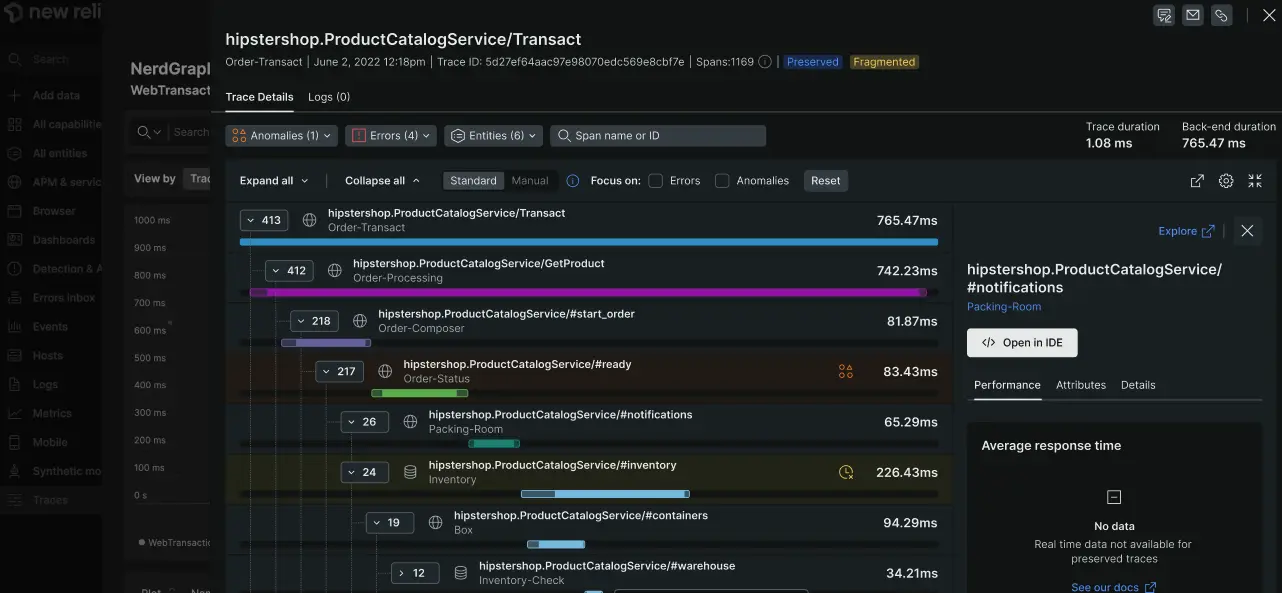 new reli
hipstershop.ProductCatalogService/Transact
Order-Transact | June 2, 2022 12:18pm | Trace ID: 5d27ef64aac97e98070edc569e8cbf7e | Spans:1169 | Preserved Fragmented
Trace Details Logs (0)
Anomalies (1) Errors (4) Entities (6) Span name or ID
Trace duration
1.08 ms
Back-end duration
765.47 ms
Expand all Collapse all Standard Manual Focus on: Errors Anomalies Reset
Search
Add data
All capabilitie
All entities
APM & servic
Browser
Dashboards
Detection & A
Errors Inbox
Events
Hosts
Logs
Metrics
Mobile
Synthetic mo
Traces
NerdGrapl
WebTransact
Search
View by Trac
1000 ms
900 ms
800 ms
700 ms
600 ms
500 ms
400 ms
300 ms
200 ms
100 ms
0 s
WebTransactic
413 hipstershop.ProductCatalogService/Transact 765.47ms
Order-Transact
412 hipstershop.ProductCatalogService/GetProduct 742.23ms
Order-Processing
218 hipstershop.ProductCatalogService/#start_order 81.87ms
Order-Composer
217 hipstershop.ProductCatalogService/#ready 83.43ms
Order-Status
26 hipstershop.ProductCatalogService/#notifications 65.29ms
Packing-Room
24 hipstershop.ProductCatalogService/#inventory 226.43ms
Inventory
19 hipstershop.ProductCatalogService/#containers 94.29ms
Box
12 hipstershop.ProductCatalogService/#warehouse 34.21ms
Inventory-Check
Explore
hipstershop.ProductCatalogService/
#notifications
Packing-Room
</> Open in IDE
Performance Attributes Details
Average response time
No data
Real time data not available for
preserved traces
See our docs